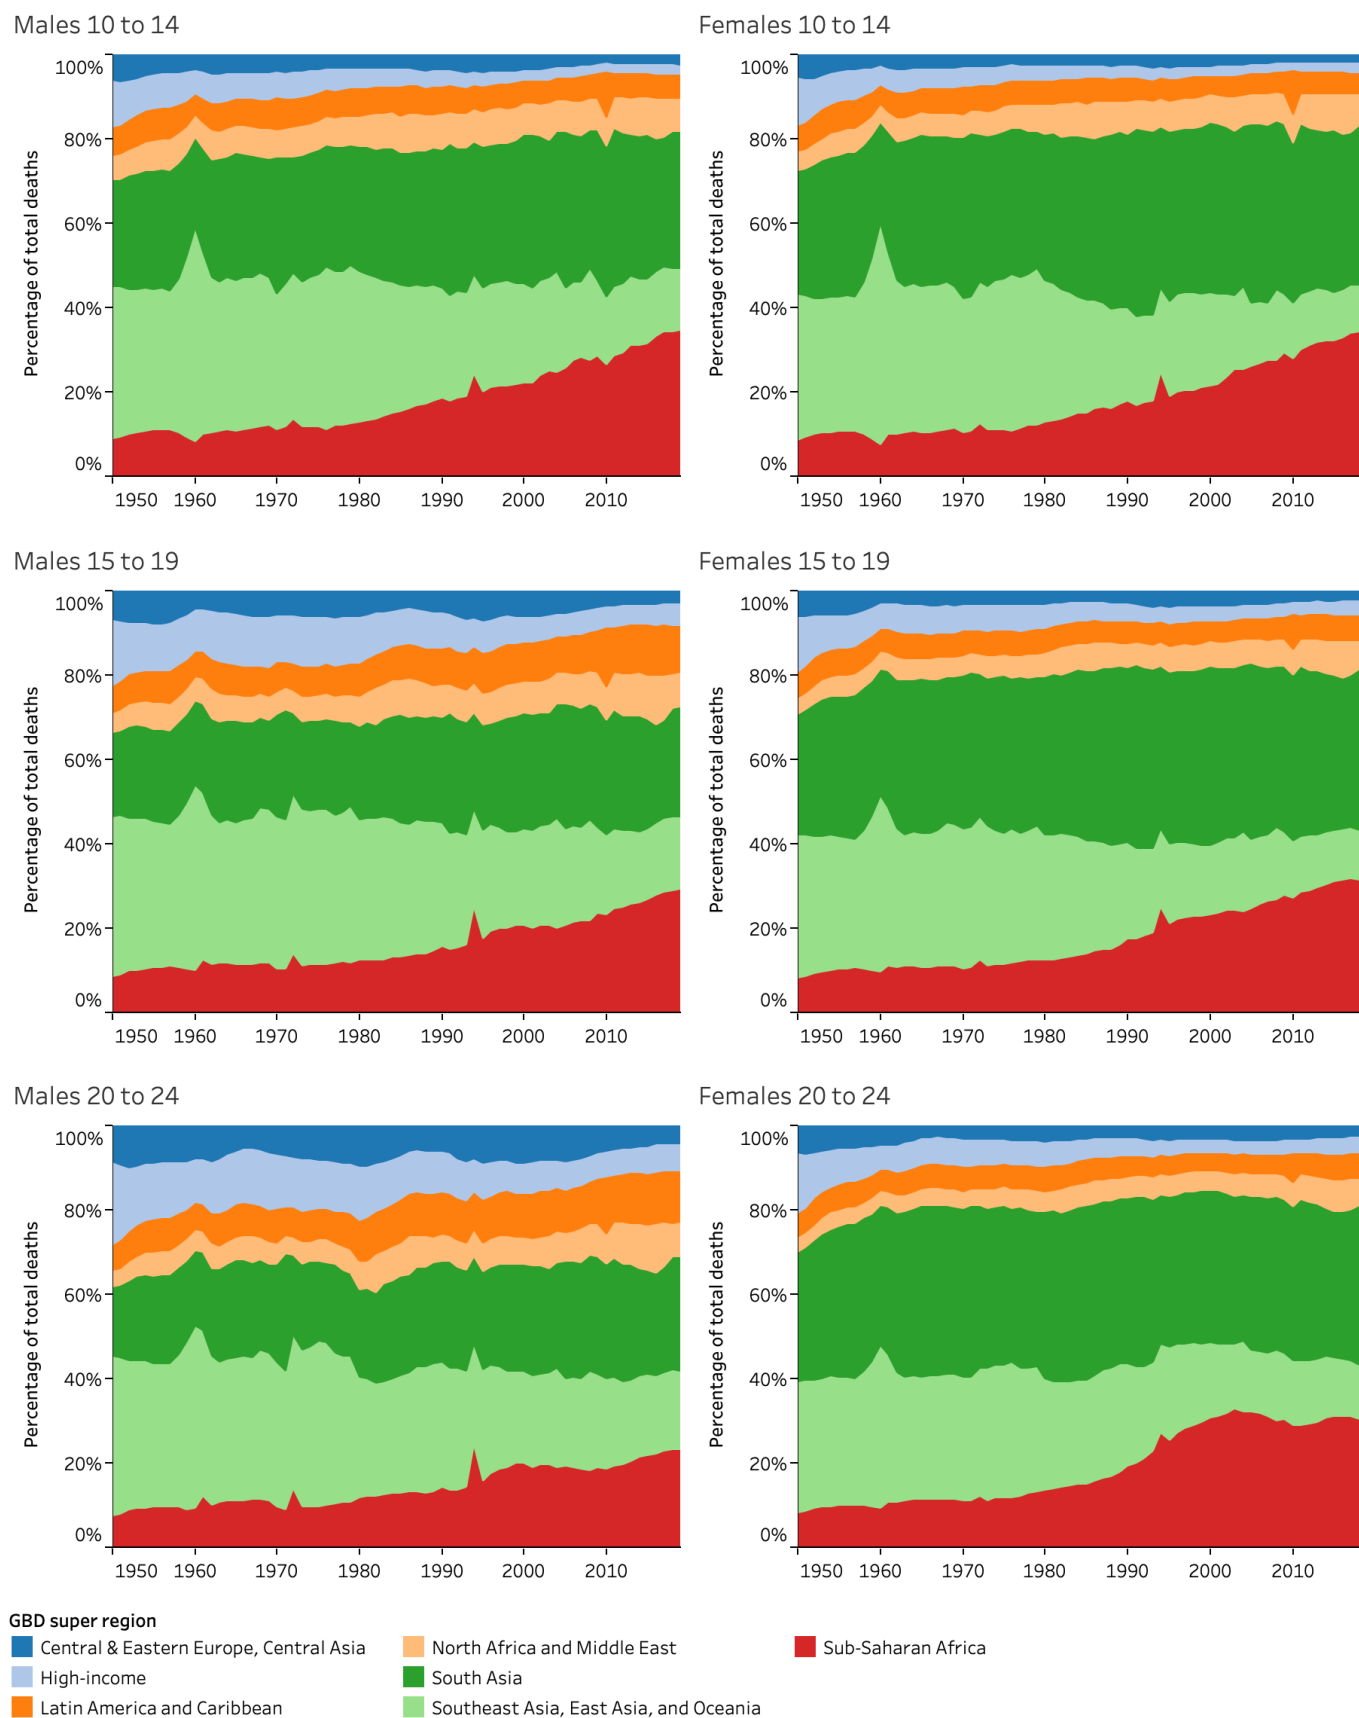 Males 10 to 14
Females 10 to 14
Percentage of total deaths
100%
80%
60%
40%
20%
0%
1950 1960 1970 1980 1990 2000 2010
Percentage of total deaths
100%
80%
60%
40%
20%
0%
1950 1960 1970 1980 1990 2000 2010
Males 15 to 19
Females 15 to 19
Percentage of total deaths
100%
80%
60%
40%
20%
0%
1950 1960 1970 1980 1990 2000 2010
Percentage of total deaths
100%
80%
60%
40%
20%
0%
1950 1960 1970 1980 1990 2000 2010
Males 20 to 24
Females 20 to 24
Percentage of total deaths
100%
80%
60%
40%
20%
0%
1950 1960 1970 1980 1990 2000 2010
Percentage of total deaths
100%
80%
60%
40%
20%
0%
1950 1960 1970 1980 1990 2000 2010
GBD super region
Central & Eastern Europe, Central Asia
High-income
Latin America and Caribbean
North Africa and Middle East
South Asia
Southeast Asia, East Asia, and Oceania
Sub-Saharan Africa